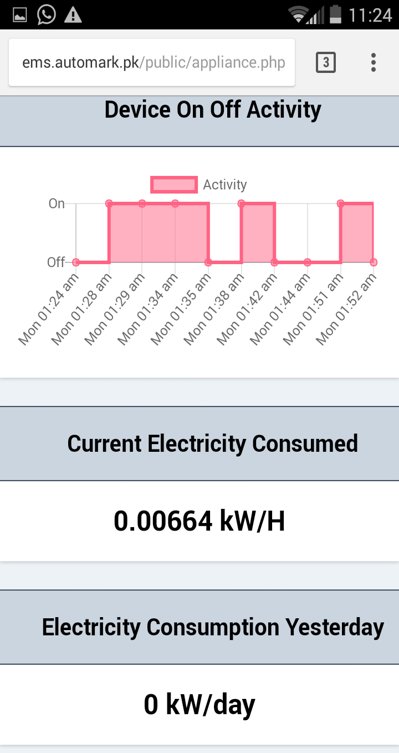 11:24
ems.automark.pk/public/appliance.php
3
Device On Off Activity
Activity
On
Off
Mon 01:24 am
Mon 01:28 am
Mon 01:29 am
Mon 01:34 am
Mon 01:35 am
Mon 01:38 am
Mon 01:42 am
Mon 01:44 am
Mon 01:51 am
Mon 01:52 am
Current Electricity Consumed
0.00664 kW/H
Electricity Consumption Yesterday
0 kW/day